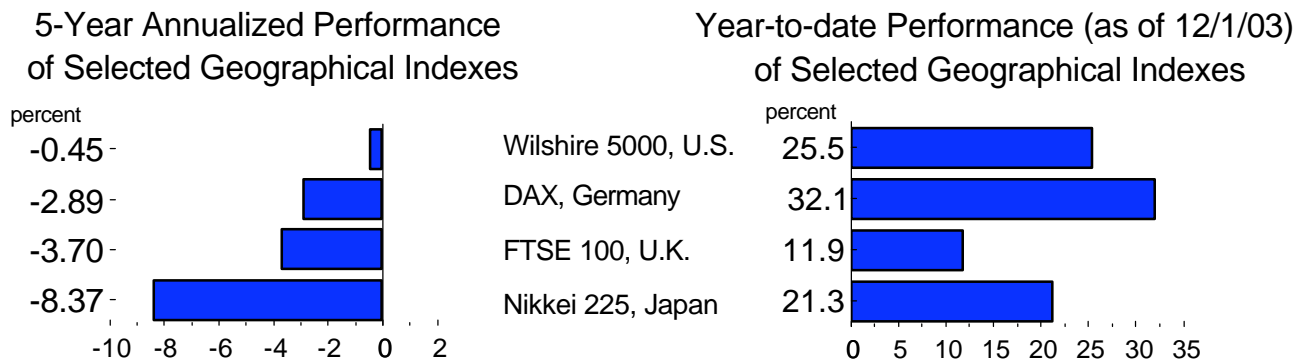 5-Year Annualized Performance
of Selected Geographical Indexes
percent
-0.45
-2.89
-3.70
-8.37
-10 -8 -6 -4 -2 0 2
Wilshire 5000, U.S.
DAX, Germany
FTSE 100, U.K.
Nikkei 225, Japan
Year-to-date Performance (as of 12/1/03)
of Selected Geographical Indexes
percent
25.5
32.1
11.9
21.3
0 5 10 15 20 25 30 35